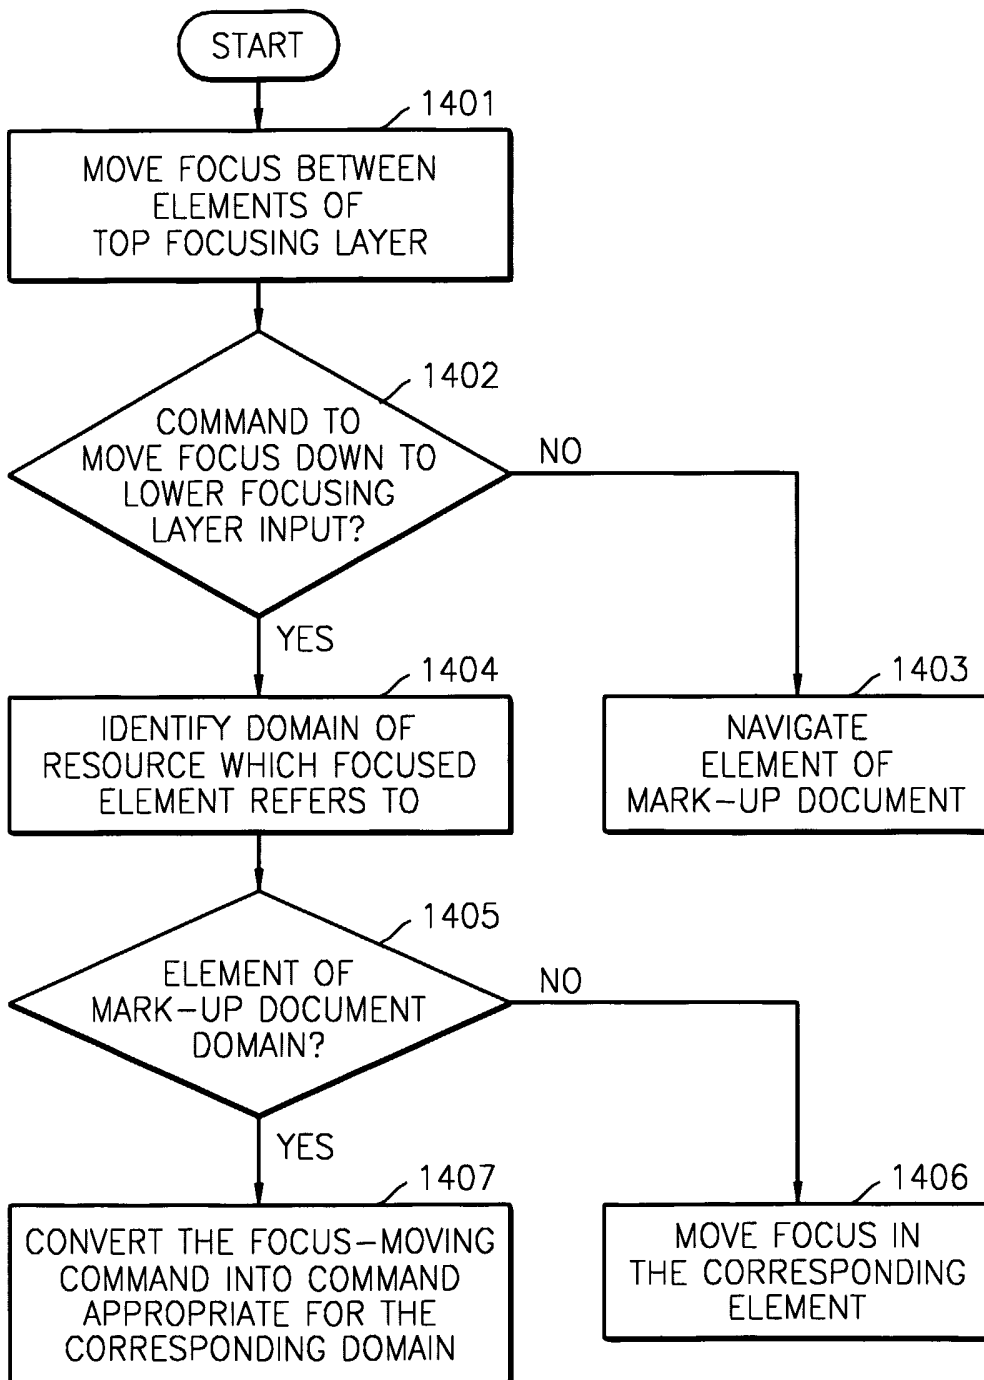 START
1401
MOVE FOCUS BETWEEN
ELEMENTS OF
TOP FOCUSING LAYER
1402
COMMAND TO
MOVE FOCUS DOWN TO
LOWER FOCUSING
LAYER INPUT?
NO
YES
1404
IDENTIFY DOMAIN OF
RESOURCE WHICH FOCUSED
ELEMENT REFERS TO
1403
NAVIGATE
ELEMENT OF
MARK-UP DOCUMENT
1405
ELEMENT OF
MARK-UP DOCUMENT
DOMAIN?
NO
YES
1407
CONVERT THE FOCUS-MOVING
COMMAND INTO COMMAND
APPROPRIATE FOR THE
CORRESPONDING DOMAIN
1406
MOVE FOCUS IN
THE CORRESPONDING
ELEMENT